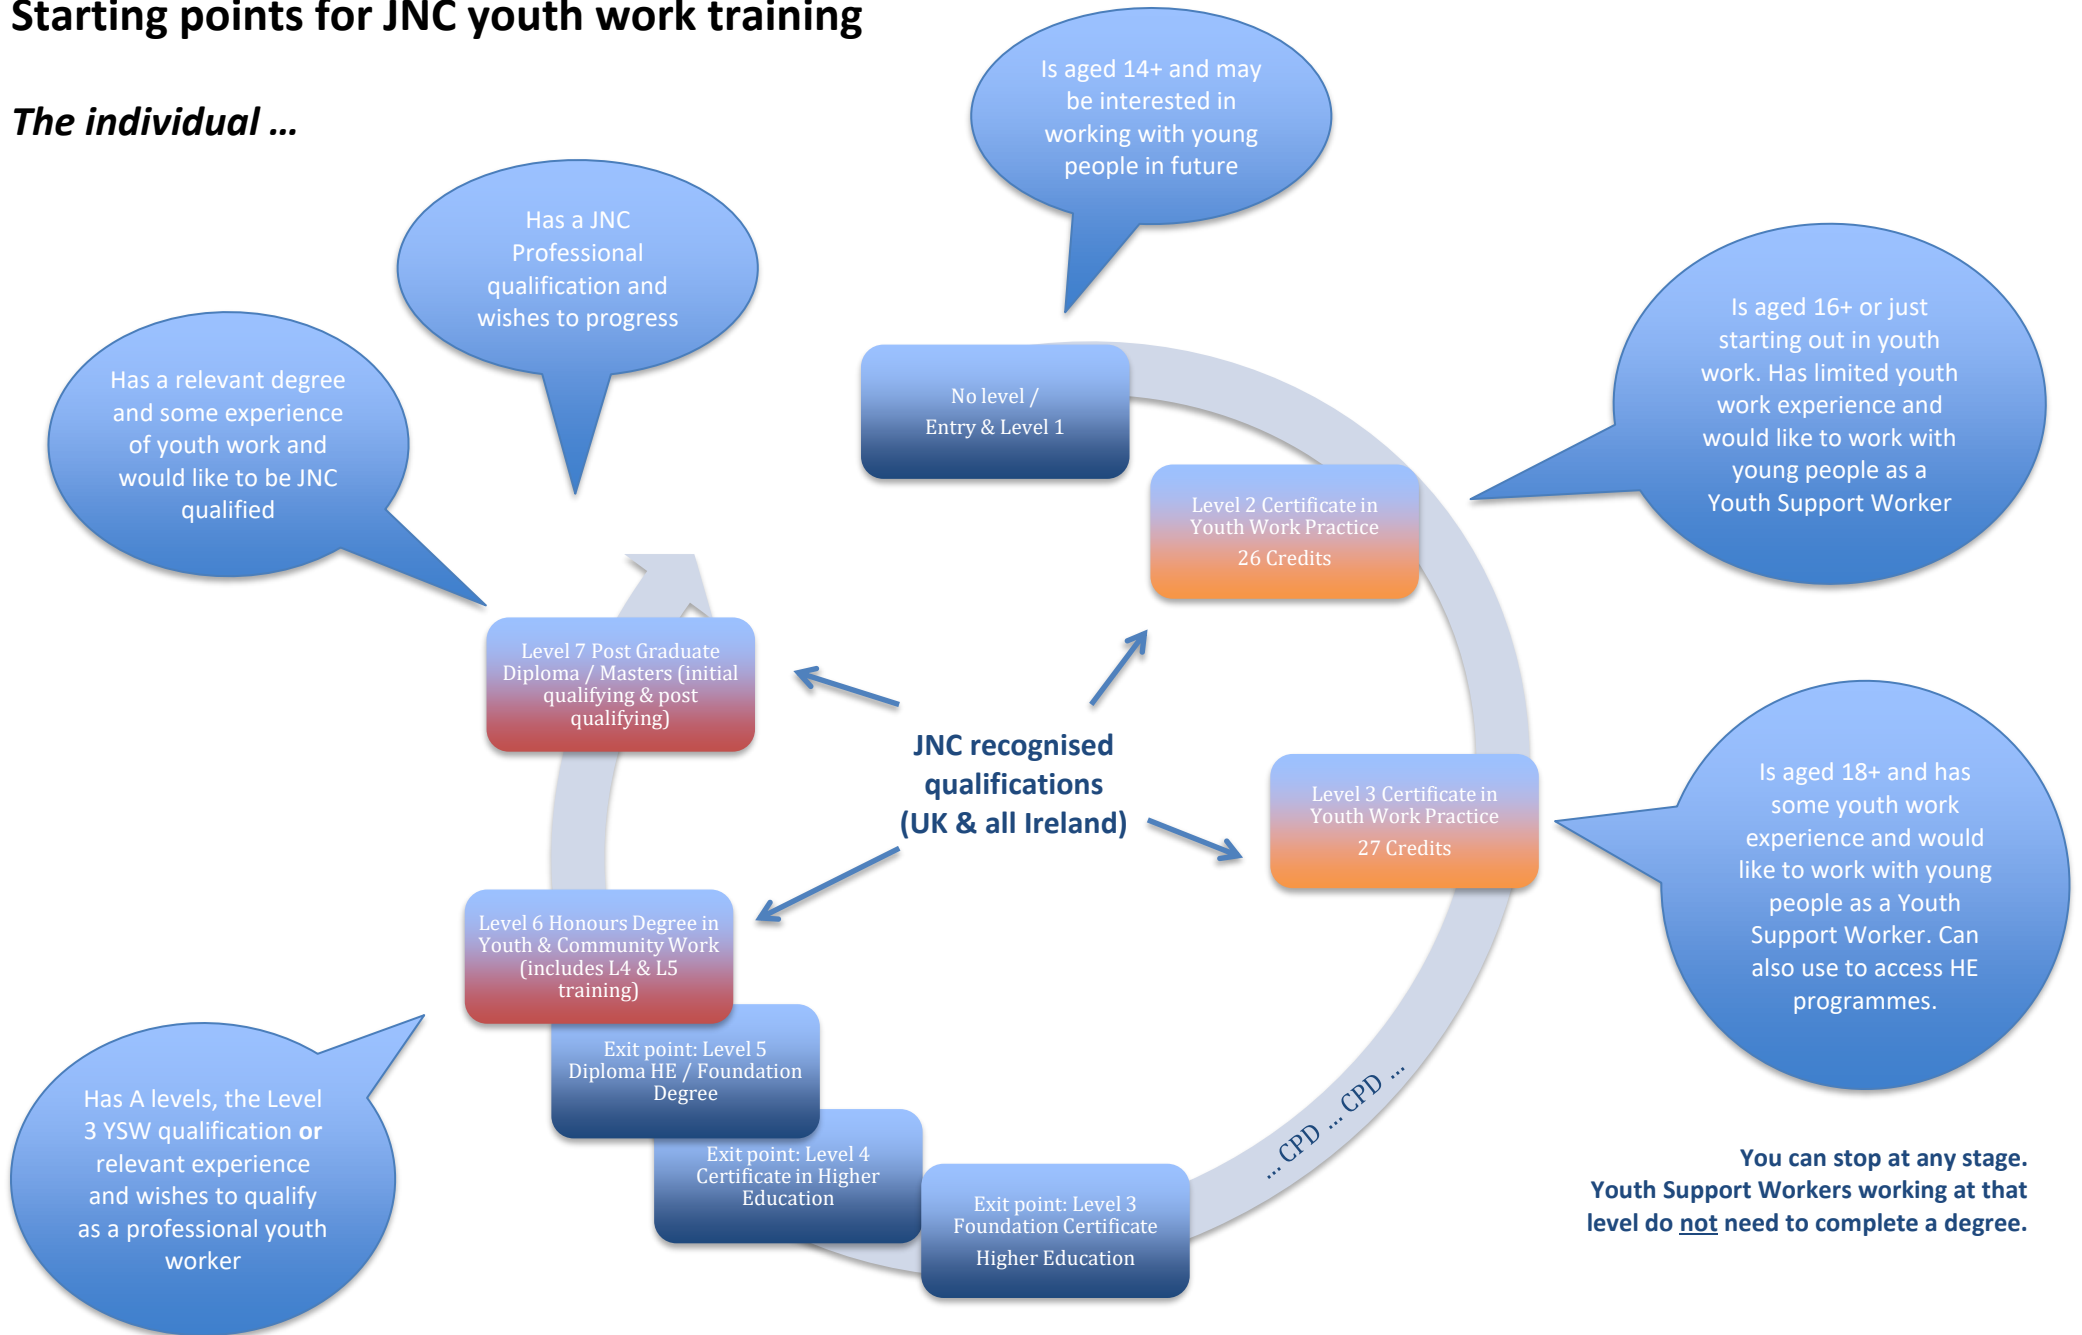 Starting points for JNC youth work training
The individual ...
Is aged 14+ and may
be interested in
working with young
people in future
Has a JNC
Professional
qualification and
wishes to progress
Is aged 16+ or just
starting out in youth
work. Has limited youth
work experience and
would like to work with
young people as a
Youth Support Worker
Has a relevant degree
and some experience
of youth work and
would like to be JNC
qualified
No level /
Entry & Level 1
Level 2 Certificate in
Youth Work Practice
26 Credits
Level 7 Post Graduate
Diploma / Masters (initial
qualifying & post
qualifying)
JNC recognised
qualifications
(UK & all Ireland)
Level 3 Certificate in
Youth Work Practice
27 Credits
Is aged 18+ and has
some youth work
experience and would
like to work with young
people as a Youth
Support Worker. Can
also use to access HE
programmes.
Level 6 Honours Degree in
Youth & Community Work
(includes L4 & L5
training)
Exit point: Level 5
Diploma HE / Foundation
Degree
Exit point: Level 4
Certificate in Higher
Education
Exit point: Level 3
Foundation Certificate
Higher Education
... CPD ... CPD ...
Has A levels, the Level
3 YSW qualification or
relevant experience
and wishes to qualify
as a professional youth
worker
You can stop at any stage.
Youth Support Workers working at that
level do not need to complete a degree.